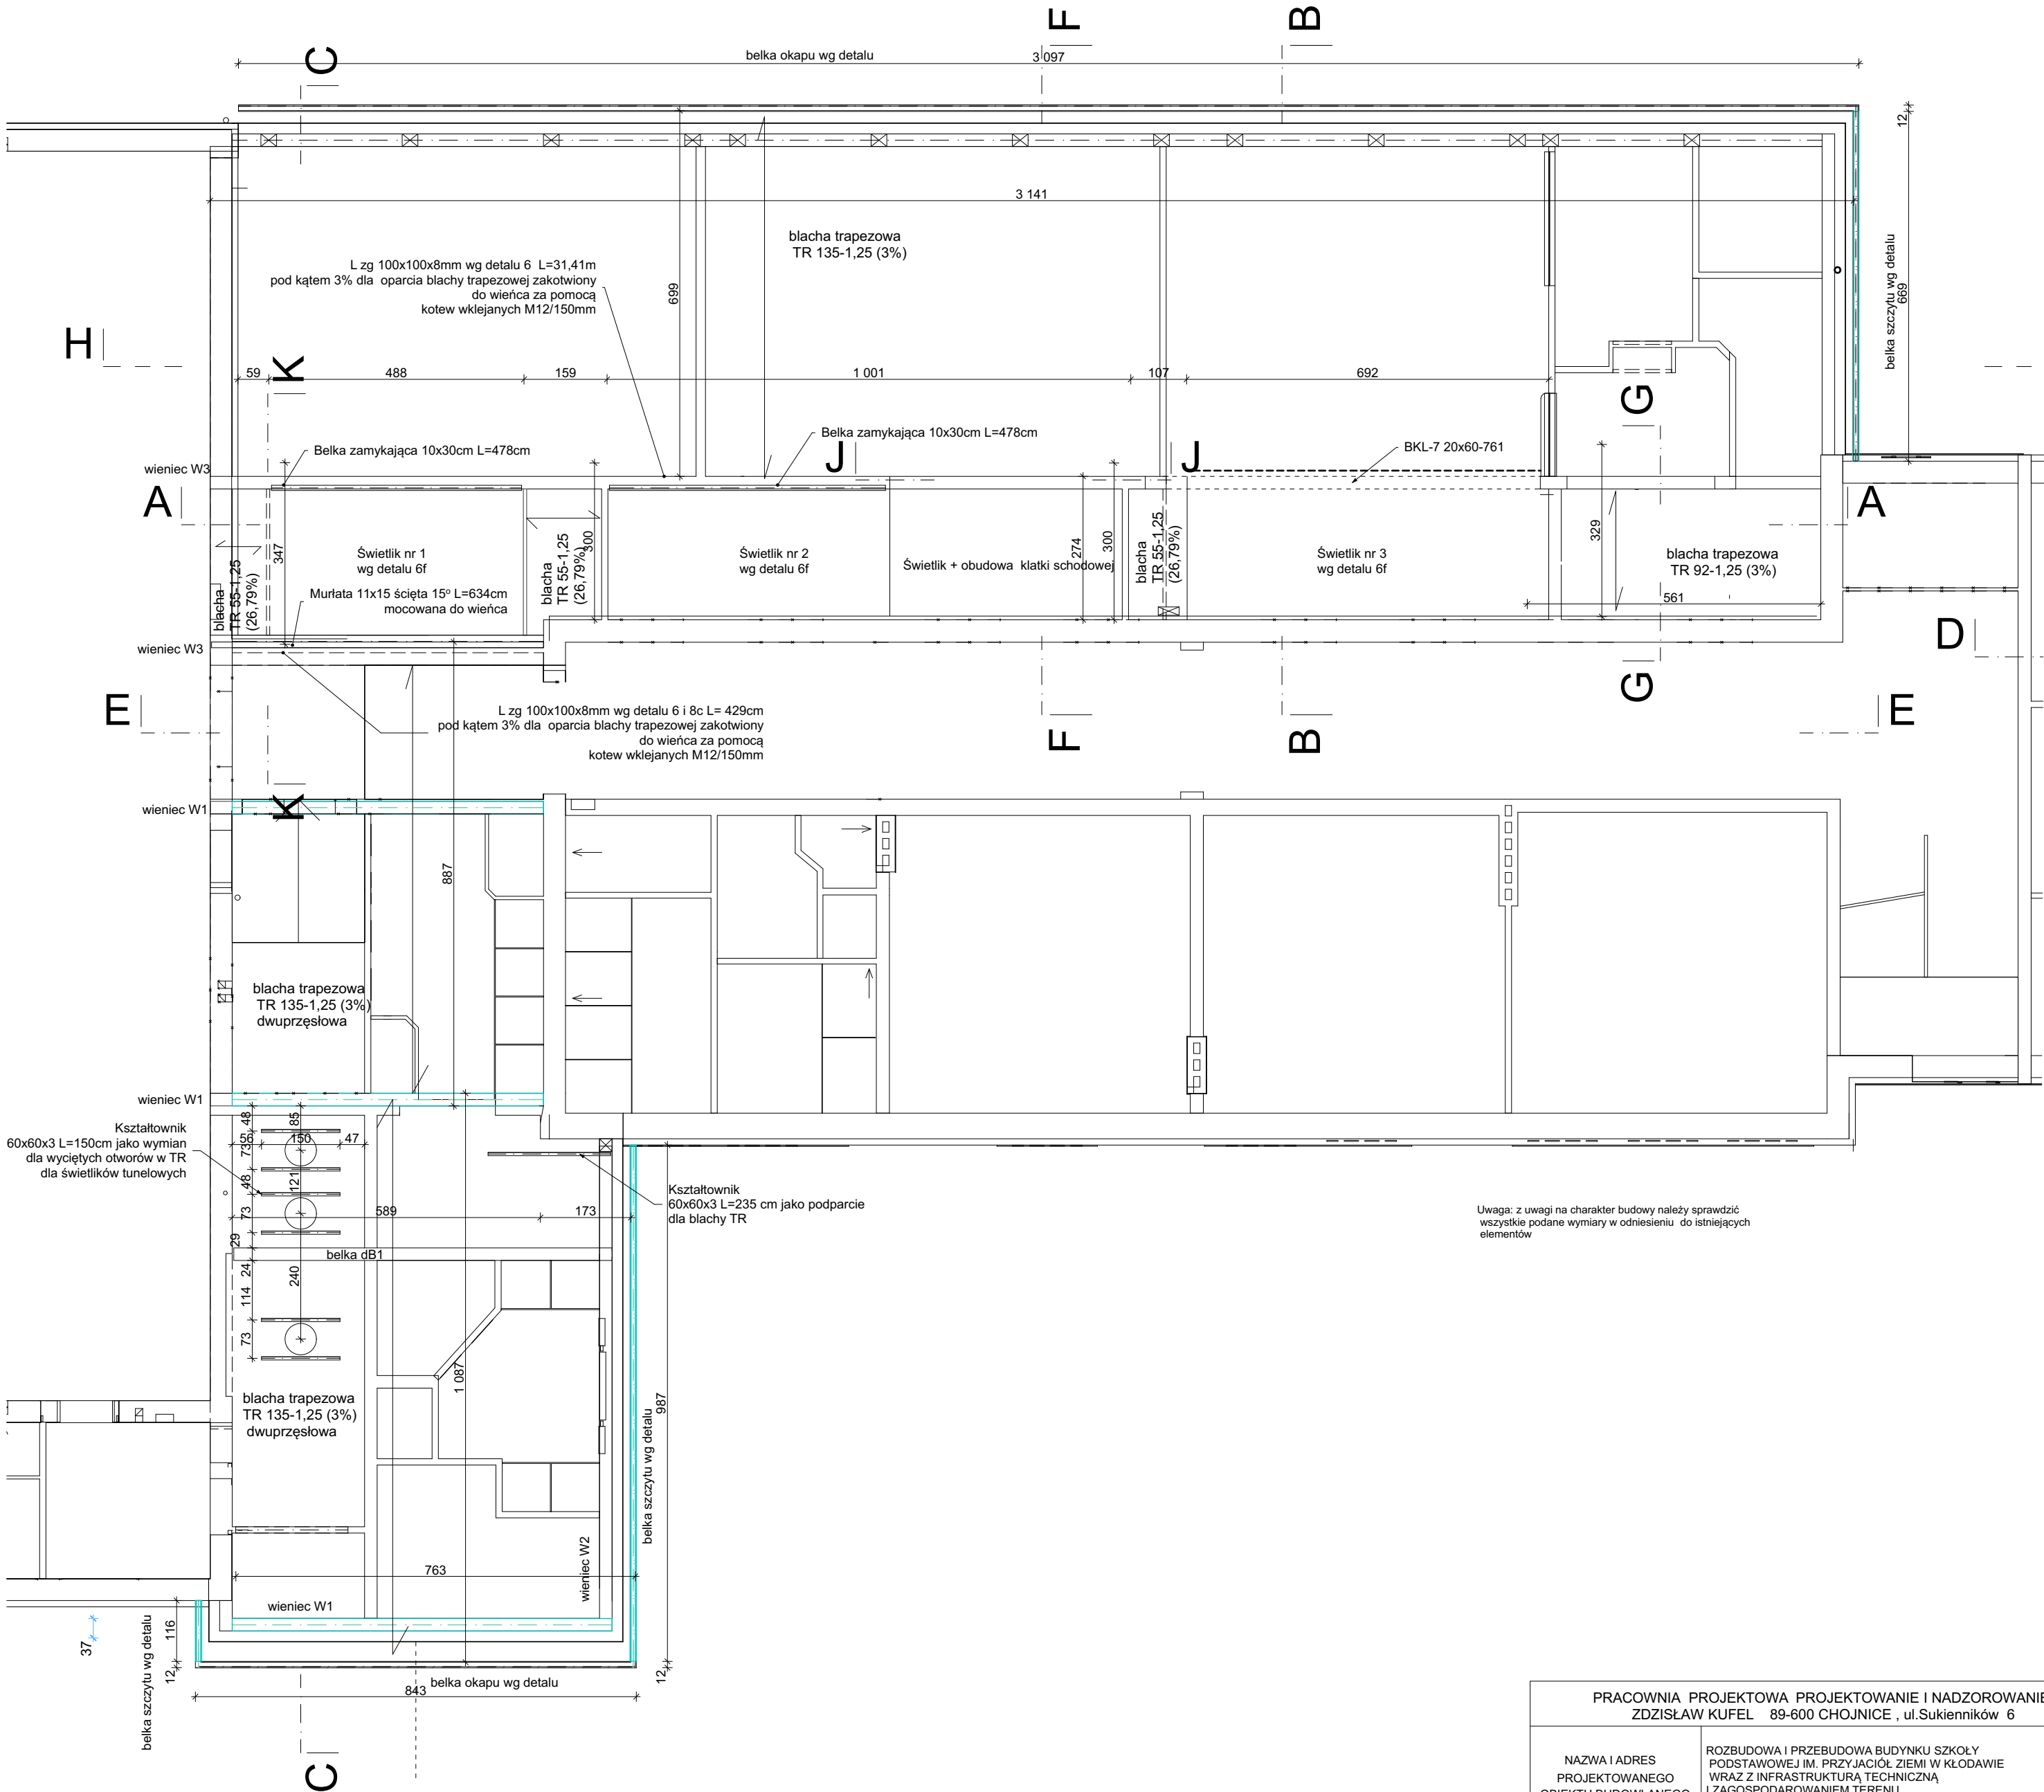 C
F
B
belka okapu wg detalu
3 097
12
3 141
blacha trapezowa
TR 135-1,25 (3%)
L zg 100x100x8mm wg detalu 6 L=31,41m
pod kątem 3% dla oparcia blachy trapezowej zakotwiony
do wieńca za pomocą
kotew wklejanych M12/150mm
699
belka szczytu wg detalu
669
H
K
59
488
159
1 001
107
692
G
Belka zamykająca 10x30cm L=478cm
Belka zamykająca 10x30cm L=478cm
J
J
BKL-7 20x60-761
wieniec W3
A
A
blacha
TR 55-1,25
(26,79%)
347
Świetlik nr 1
wg detalu 6f
blacha
TR 55-1,25
(26,79%)
300
Świetlik nr 2
wg detalu 6f
Świetlik + obudowa klatki schodowej
274
300
blacha
TR 55-1,25
(26,79%)
Świetlik nr 3
wg detalu 6f
329
blacha trapezowa
TR 92-1,25 (3%)
561
Murłata 11x15 ścięta 15º L=634cm
mocowana do wieńca
wieniec W3
D
G
E
E
L zg 100x100x8mm wg detalu 6 i 8c L= 429cm
pod kątem 3% dla oparcia blachy trapezowej zakotwiony
do wieńca za pomocą
kotew wklejanych M12/150mm
F
B
wieniec W1
K
887
blacha trapezowa
TR 135-1,25 (3%)
dwuprzęsłowa
wieniec W1
Kształtownik
60x60x3 L=150cm jako wymian
dla wyciętych otworów w TR
dla świetlików tunelowych
48
85
56
150
47
73
48
121
73
29
24
240
114
73
589
173
Kształtownik
60x60x3 L=235 cm jako podparcie
dla blachy TR
Uwaga: z uwagi na charakter budowy należy sprawdzić
wszystkie podane wymiary w odniesieniu do istniejących
elementów
belka dB1
1 087
blacha trapezowa
TR 135-1,25 (3%)
dwuprzęsłowa
987
belka szczytu wg detalu
763
wieniec W2
wieniec W1
37
belka szczytu wg detalu
116
12
12
belka okapu wg detalu
843
C
PRACOWNIA PROJEKTOWA PROJEKTOWANIE I NADZOROWANIE
ZDZISŁAW KUFEL 89-600 CHOJNICE , ul.Sukienników 6
NAZWA I ADRES
PROJEKTOWANEGO
OBIEKTU BUDOWLANEGO
ROZBUDOWA I PRZEBUDOWA BUDYNKU SZKOŁY
PODSTAWOWEJ IM. PRZYJACIÓŁ ZIEMI W KŁODAWIE
WRAZ Z INFRASTRUKTURĄ TECHNICZNĄ
I ZAGOSPODAROWANIEM TERENU